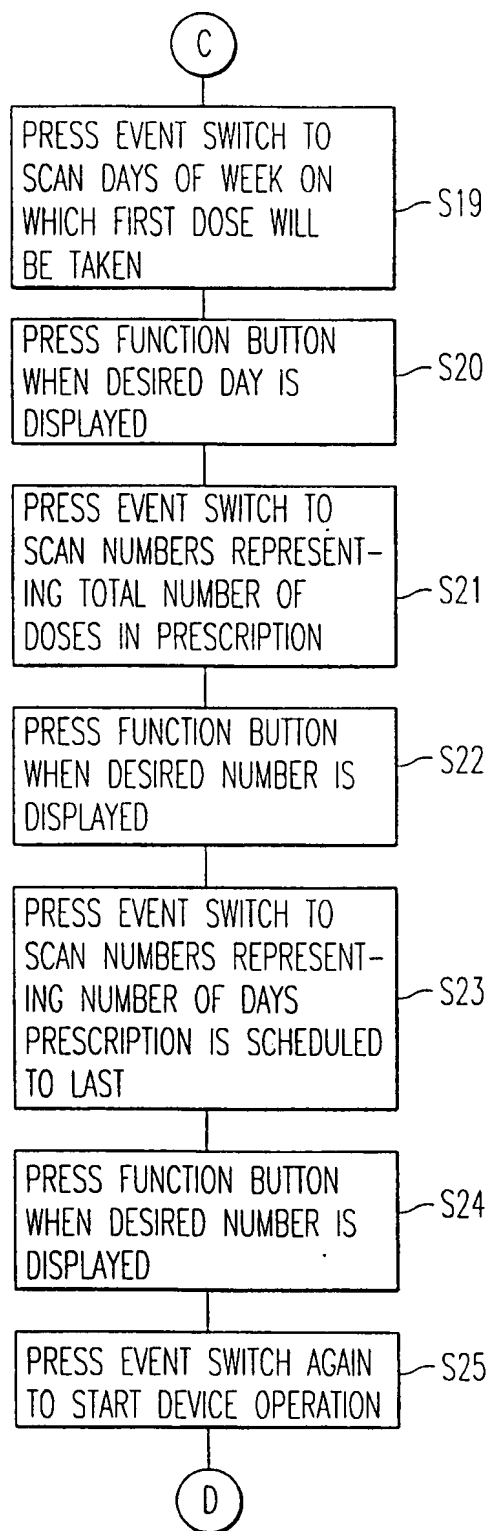 C
PRESS EVENT SWITCH TO
SCAN DAYS OF WEEK ON
WHICH FIRST DOSE WILL
BE TAKEN
S19
PRESS FUNCTION BUTTON
WHEN DESIRED DAY IS
DISPLAYED
S20
PRESS EVENT SWITCH TO
SCAN NUMBERS REPRESENT-
ING TOTAL NUMBER OF
DOSES IN PRESCRIPTION
S21
PRESS FUNCTION BUTTON
WHEN DESIRED NUMBER IS
DISPLAYED
S22
PRESS EVENT SWITCH TO
SCAN NUMBERS REPRESENT-
ING NUMBER OF DAYS
PRESCRIPTION IS SCHEDULED
TO LAST
S23
PRESS FUNCTION BUTTON
WHEN DESIRED NUMBER IS
DISPLAYED
S24
PRESS EVENT SWITCH AGAIN
TO START DEVICE OPERATION
S25
D